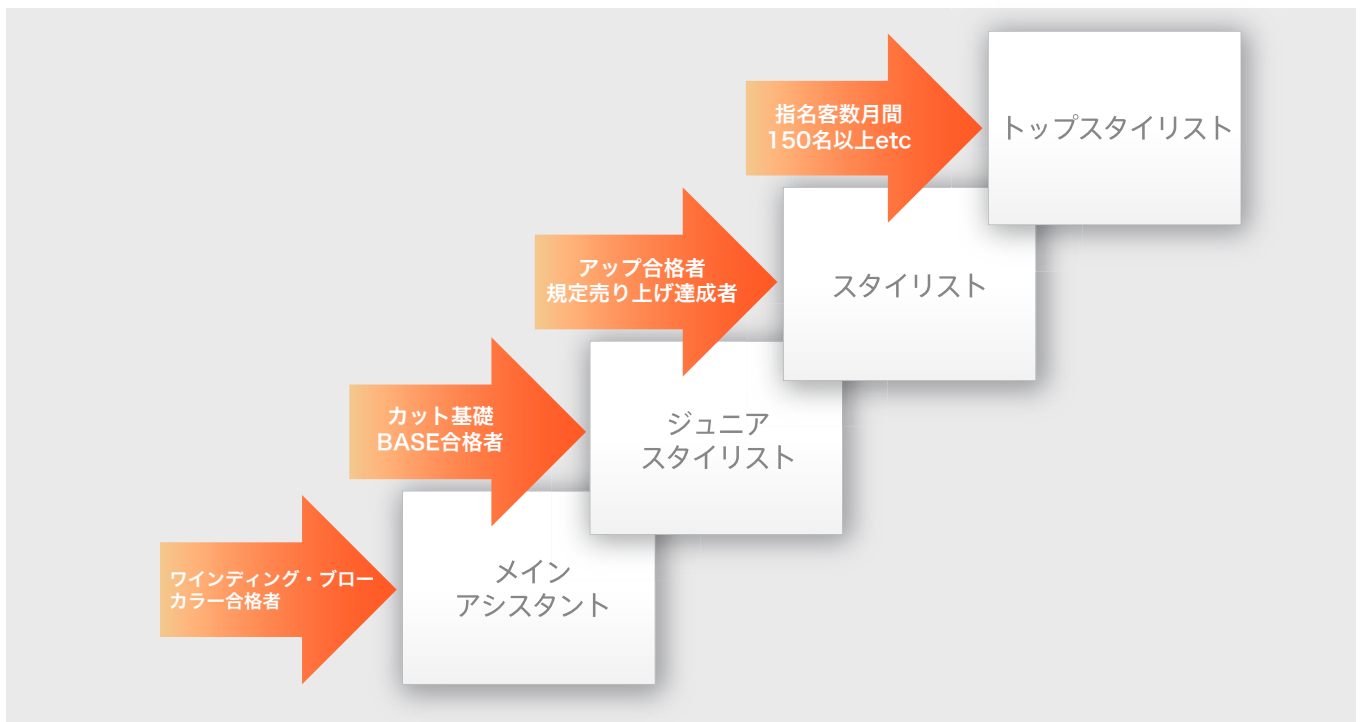 指名客数月間
150名以上etc
トップスタイリスト
アップ合格者
規定売り上げ達成者
スタイリスト
カット基礎
BASE合格者
ジュニア
スタイリスト
ワインディング・ブロー
カラー合格者
メイン
アシスタント